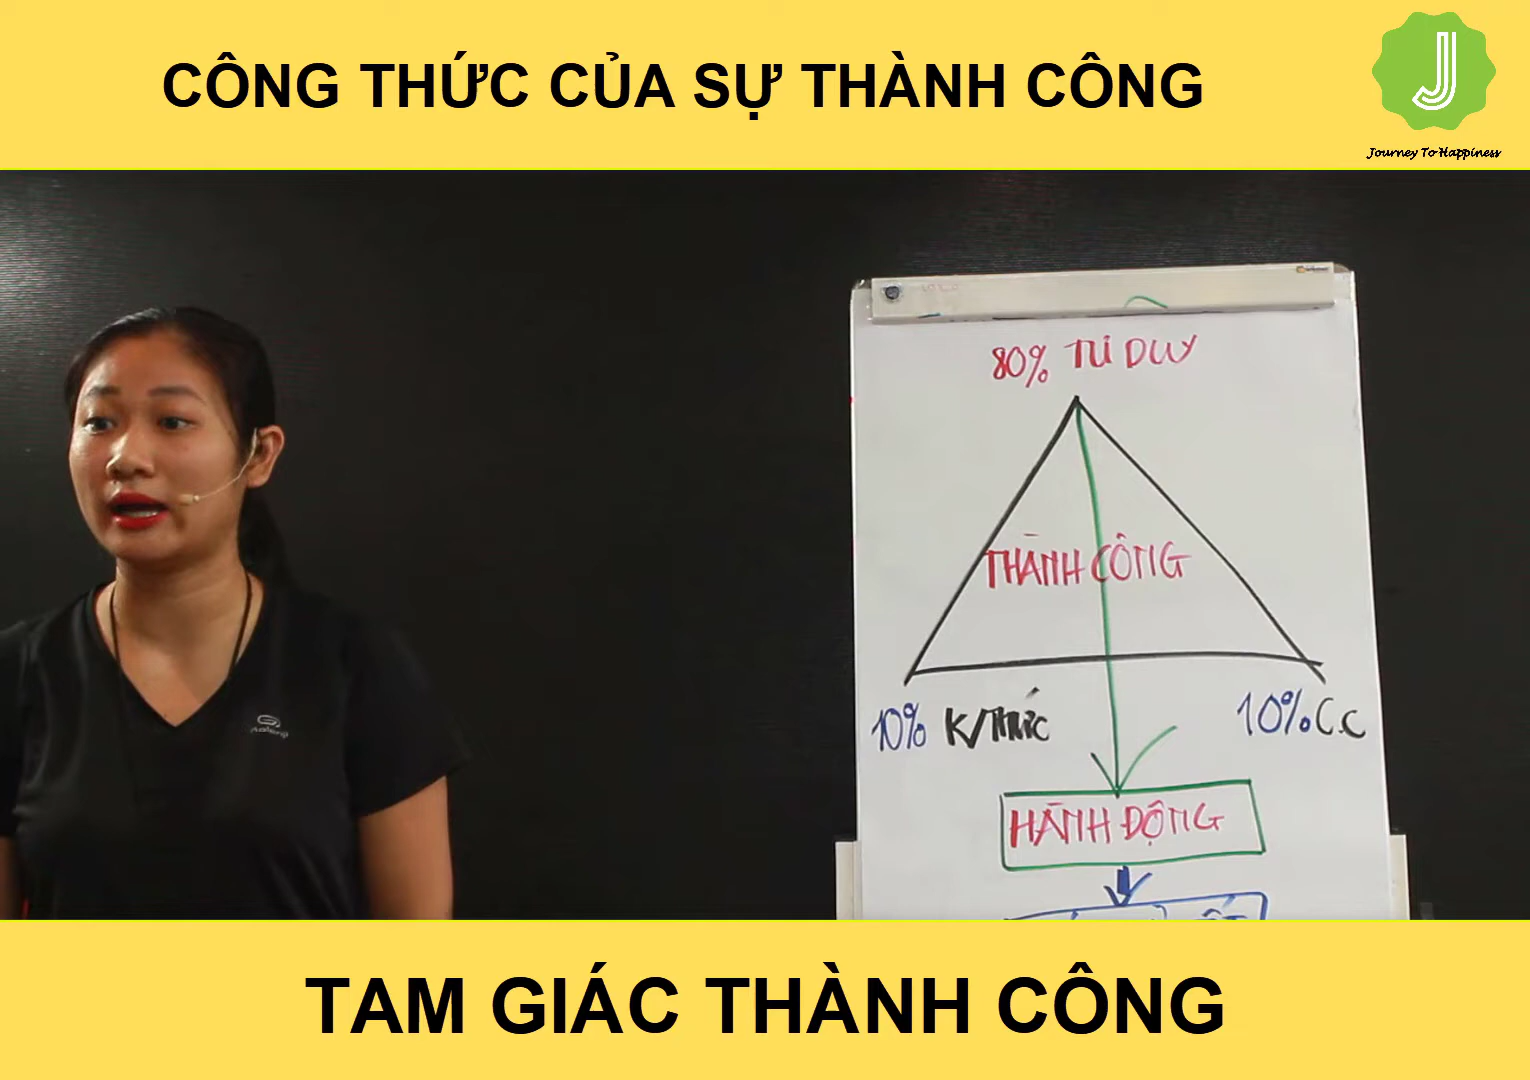 CÔNG THỨC CỦA SỰ THÀNH CÔNG
J
Journey To Happiness
80% TƯ DUY
THÀNH CÔNG
10% K/THỨC
10% C.C
HÀNH ĐỘNG
TAM GIÁC THÀNH CÔNG